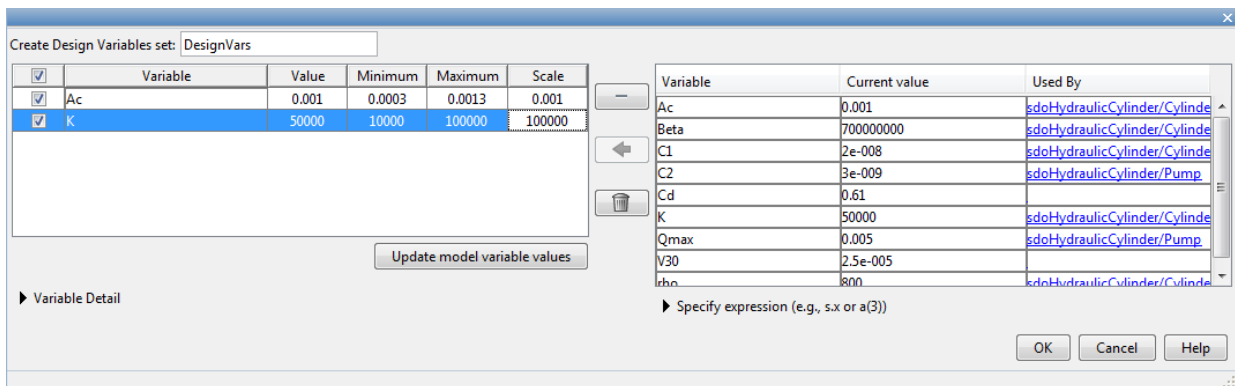 Create Design Variables set: DesignVars
Variable Value Minimum Maximum Scale
Ac 0.001 0.0003 0.0013 0.001
K 50000 10000 100000 100000
Update model variable values
Variable Detail
Variable Current value Used By
Ac 0.001 sdoHydraulicCylinder/Cylinde
Beta 700000000 sdoHydraulicCylinder/Cylinde
C1 2e-008 sdoHydraulicCylinder/Cylinde
C2 3e-009 sdoHydraulicCylinder/Pump
Cd 0.61
K 50000 sdoHydraulicCylinder/Cylinde
Qmax 0.005 sdoHydraulicCylinder/Pump
V30 2.5e-005
rho 800 sdoHydraulicCylinder/Cylinde
Specify expression (e.g., s.x or a(3))
OK Cancel Help